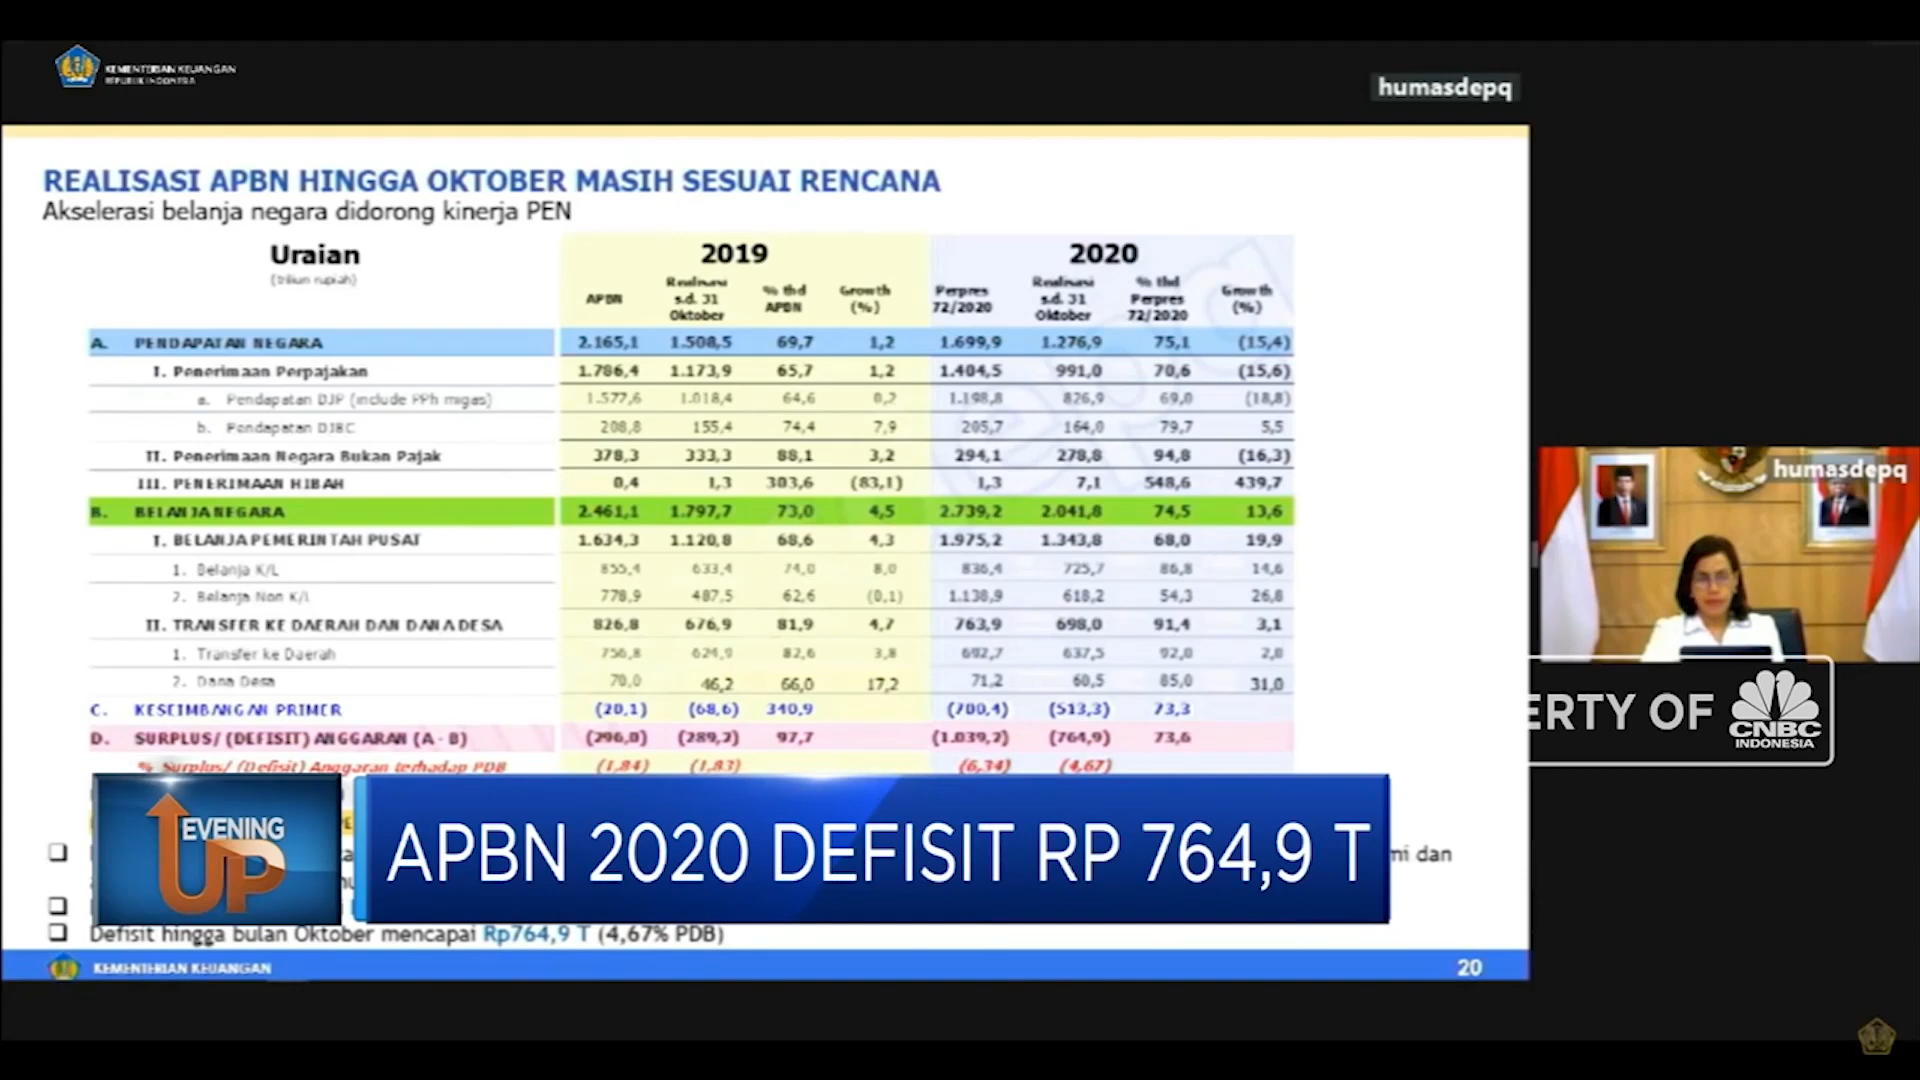 KEMENTERIAN KEUANGAN
REPUBLIK INDONESIA
humasdepq
REALISASI APBN HINGGA OKTOBER MASIH SESUAI RENCANA
Akselerasi belanja negara didorong kinerja PEN
Uraian 2019 2020
(triliun rupiah)
APBN Realisasi s.d. 31 Oktober % thd APBN Growth (%) Perpres 72/2020 Realisasi s.d. 31 Oktober % thd Perpres 72/2020 Growth (%)
A. PENDAPATAN NEGARA 2.165,1 1.508,5 69,7 1,2 1.699,9 1.276,9 75,1 (15,4)
I. Penerimaan Perpajakan 1.786,4 1.173,9 65,7 1,2 1.404,5 991,0 70,6 (15,6)
a. Pendapatan DJP (include PPh migas) 1.577,6 1.018,4 64,6 0,2 1.198,8 826,9 69,0 (18,8)
b. Pendapatan DJBC 208,8 155,4 74,4 7,9 205,7 164,0 79,7 5,5
II. Penerimaan Negara Bukan Pajak 378,3 333,3 88,1 3,2 294,1 278,8 94,8 (16,3)
III. PENERIMAAN HIBAH 0,4 1,3 303,6 (83,1) 1,3 7,1 548,6 439,7
B. BELANJA NEGARA 2.461,1 1.797,7 73,0 4,5 2.739,2 2.041,8 74,5 13,6
I. BELANJA PEMERINTAH PUSAT 1.634,3 1.120,8 68,6 4,3 1.975,2 1.343,8 68,0 19,9
1. Belanja K/L 855,4 633,4 74,0 8,0 836,4 725,7 86,8 14,6
2. Belanja Non K/L 778,9 487,5 62,6 (0,1) 1.138,9 618,2 54,3 26,8
II. TRANSFER KE DAERAH DAN DANA DESA 826,8 676,9 81,9 4,7 763,9 698,0 91,4 3,1
1. Transfer ke Daerah 756,8 82,6 3,8 692,7 637,5 92,0
2. Dana Desa 70,0 46,2 66,0 17,2 71,2 60,5 85,0 31,0
C. KESEIMBANGAN PRIMER (20,1) (68,6) 340,9 (700,4) (513,3) 73,3
D. SURPLUS/ (DEFISIT) ANGGARAN (A - B) (296,0) (289,2) 97,7 (1.039,2) (764,9) 73,6
% Surplus/ (Defisit) Anggaran terhadap PDB (1,84) (1,83) (6,34) (4,67)
EVENING
UP
APBN 2020 DEFISIT RP 764,9 T
dan
Defisit hingga bulan Oktober mencapai Rp764,9 T (4,67% PDB)
KEMENTERIAN KEUANGAN 20
humasdepq
ERTY OF
CNBC
INDONESIA